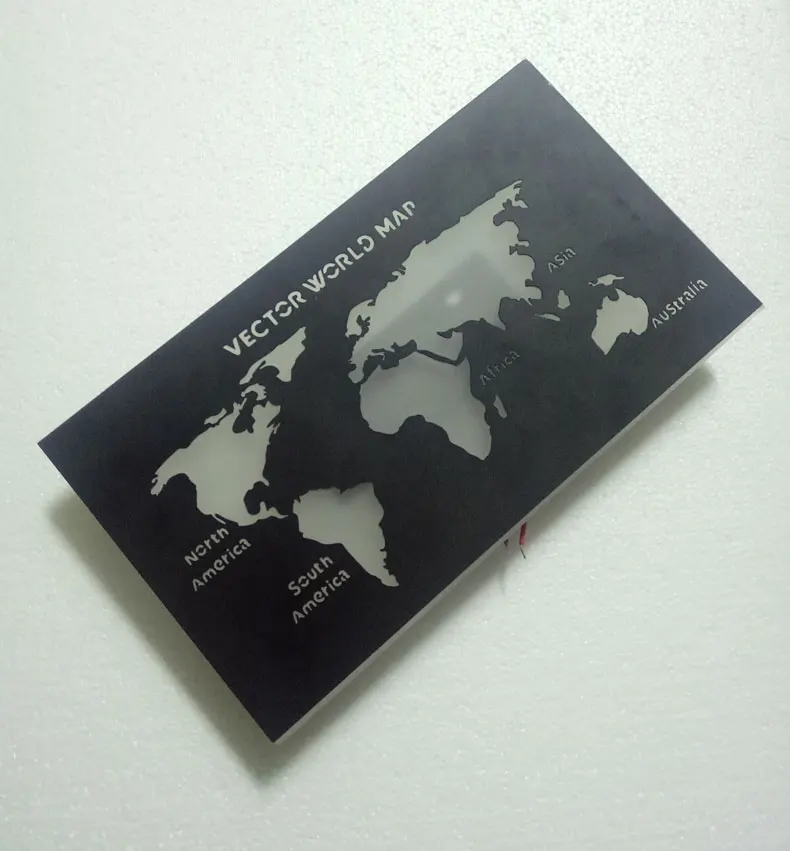 VECTOR WORLD MAP
ASia
AuStralia
Africa
North
America
South
America